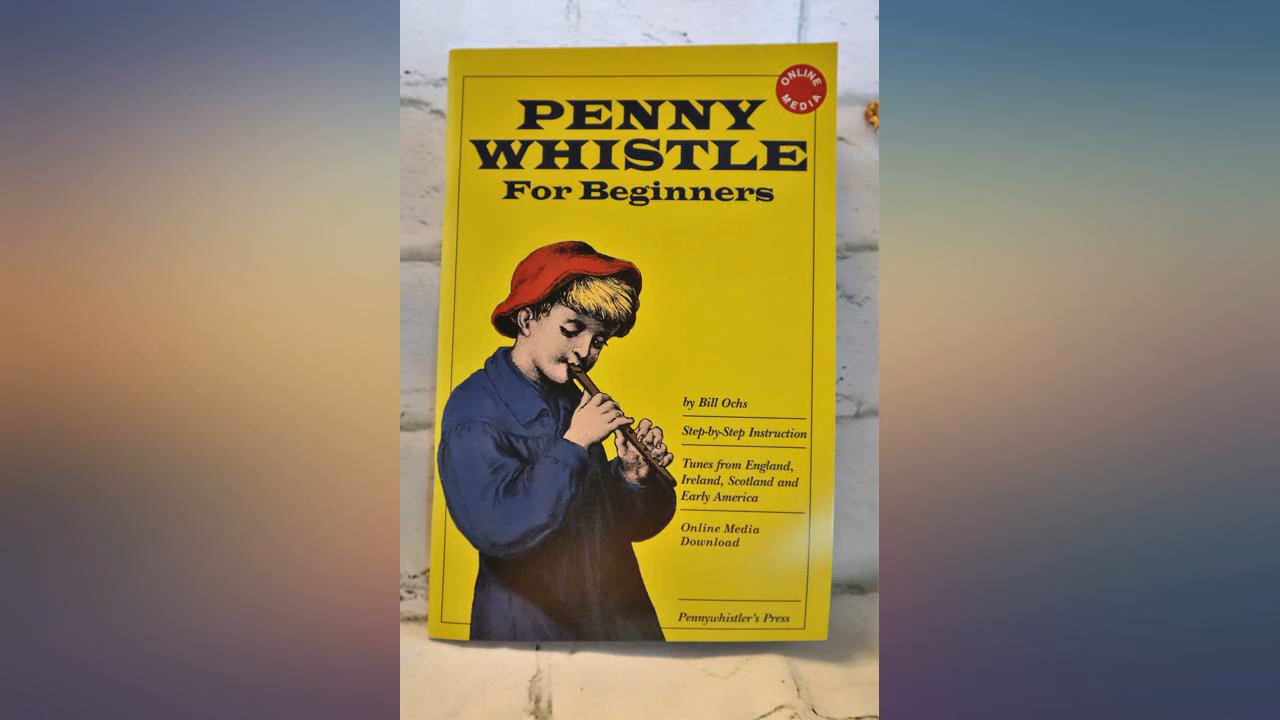 ONLINE
MEDIA
PENNY
WHISTLE
For Beginners
by Bill Ochs
Step-by-Step Instruction
Tunes from England,
Ireland, Scotland and
Early America
Online Media
Download
Pennywhistler's Press